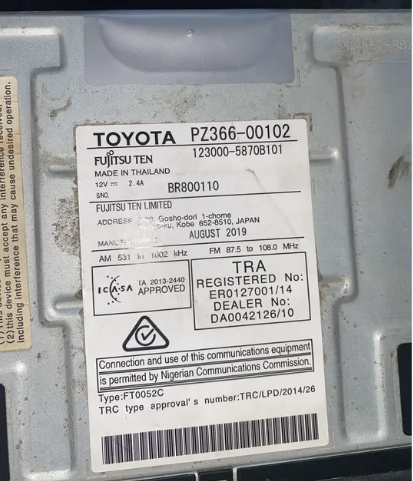 TOYOTA PZ366-00102
FUJITSU TEN 123000-5870B101
MADE IN THAILAND
12V 2.4A
SNO. BR800110
FUJITSU TEN LIMITED
ADDRESS Gosho-dori 1-chome
Kobe 652-8510, JAPAN
AUGUST 2019
AM 531 to 1602 kHz FM 87.5 to 108.0 MHz
ICASA TA 2013-2440
APPROVED
TRA
REGISTERED No:
ER0127001/14
DEALER No:
DA0042126/10
Connection and use of this communications equipment
is permitted by Nigerian Communications Commission.
Type:FT0052C
TRC type approval's number:TRC/LPD/2014/26
(2)this device must accept any interference received,
including interference that may cause undesired operation.